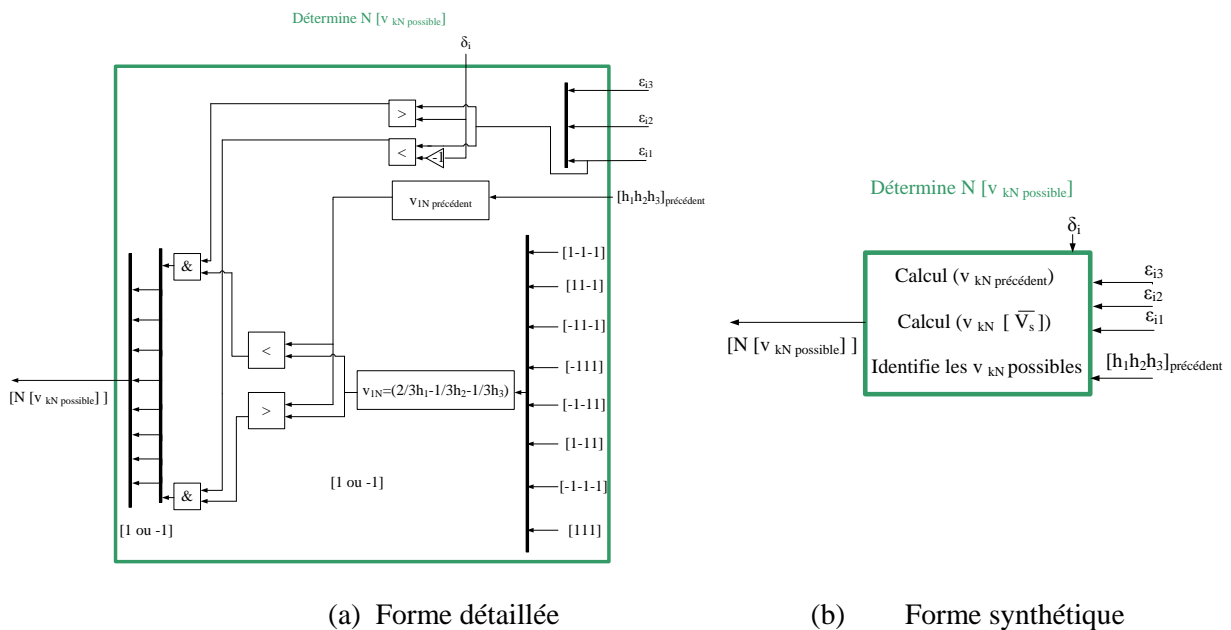 Détermine N [v kN possible]
δi
εi3
>
εi2
<
-1
εi1
v1N précédent
[h1h2h3]précédent
&
[1-1-1]
[11-1]
[-11-1]
<
[-111]
[N [v kN possible] ]
v1N=(2/3h1-1/3h2-1/3h3)
[-1-11]
>
[1-11]
[1 ou -1]
[-1-1-1]
&
[1 ou -1]
[111]
(a) Forme détaillée
Détermine N [v kN possible]
δi
Calcul (v kN précédent)
εi3
εi2
Calcul (v kN [ V̅s])
εi1
[N [v kN possible] ]
Identifie les v kN possibles
[h1h2h3]précédent
(b) Forme synthétique